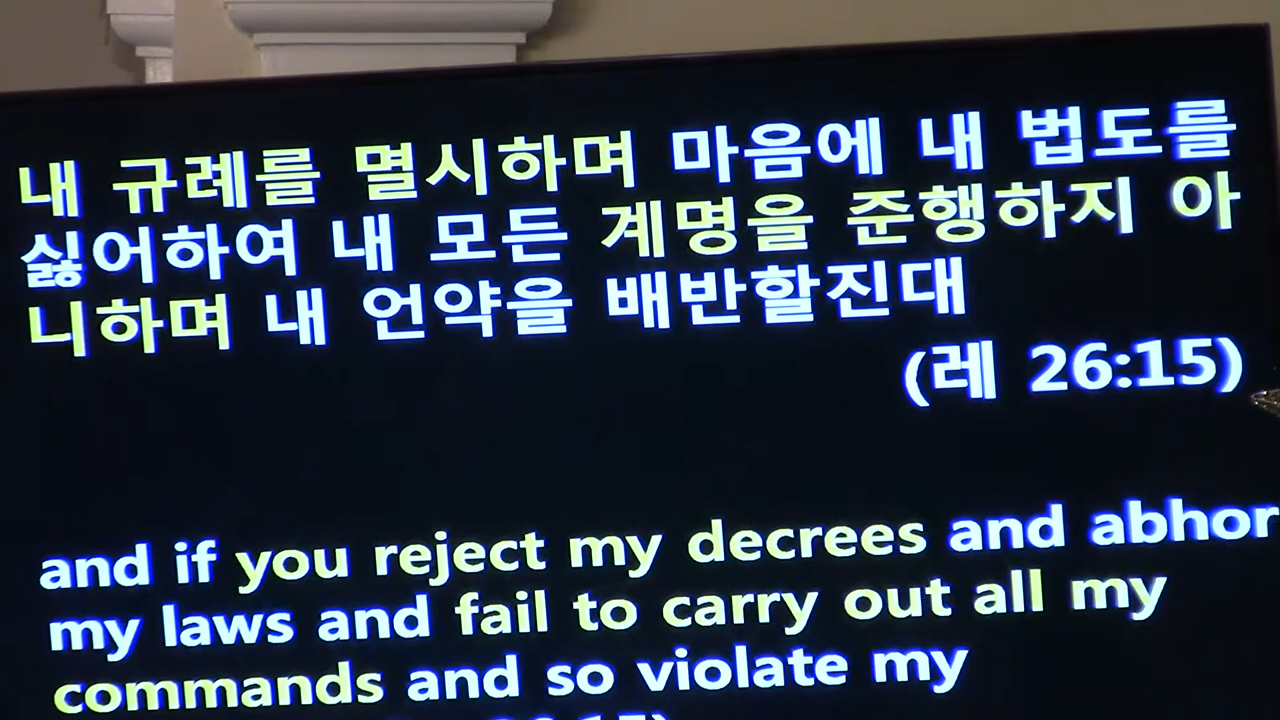 내 규례를 멸시하며 마음에 내 법도를
싫어하여 내 모든 계명을 준행하지 아
니하며 내 언약을 배반할진대
(레 26:15)
and if you reject my decrees and abhor
my laws and fail to carry out all my
commands and so violate my